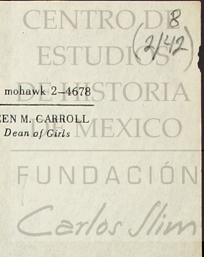 8
(2/42)
CENTRO DE
ESTUDIOS
DE HISTORIA
DE MEXICO
mohawk 2-4678
EEN M. CARROLL
Dean of Girls
FUNDACIÓN
Carlos Slim